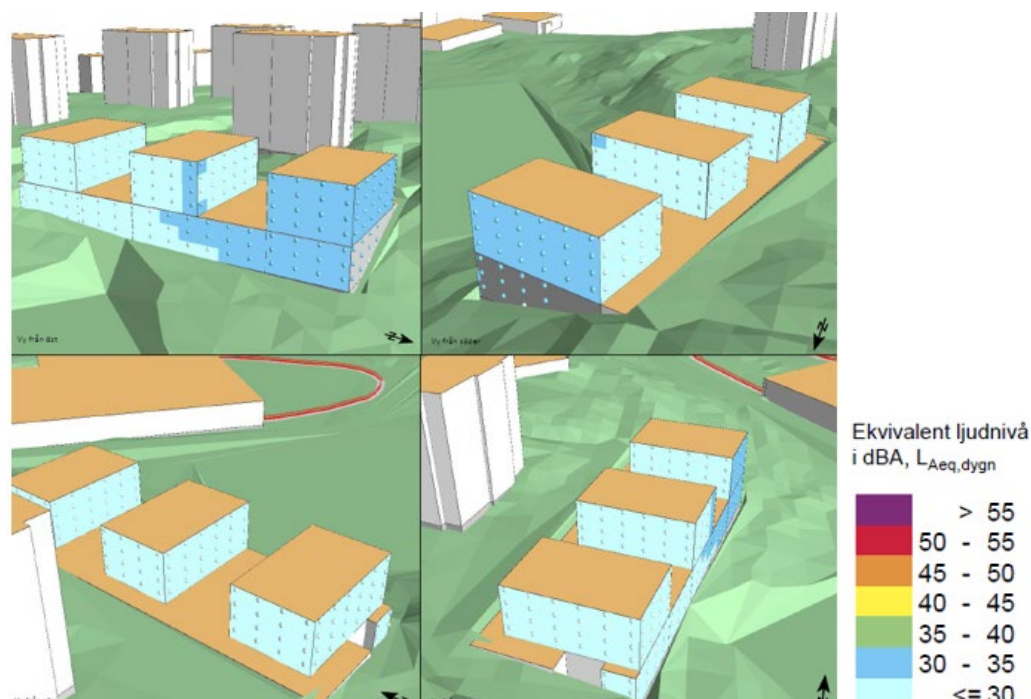 Vy från öst
N
Vy från söder
N
Ekvivalent ljudnivå
i dBA, LAeq,dygn
> 55
50 - 55
45 - 50
40 - 45
35 - 40
30 - 35
<= 30